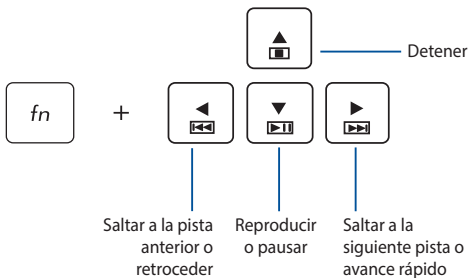 Detener
fn +
Saltar a la pista
anterior o
retroceder
Reproducir
o pausar
Saltar a la
siguiente pista o
avance rápido